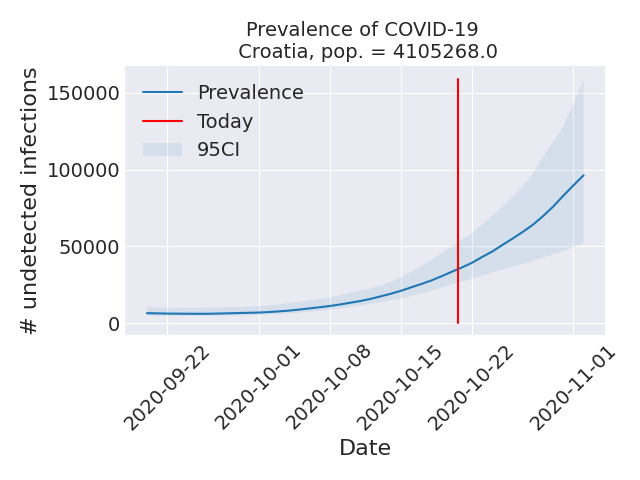 Prevalence of COVID-19
Croatia, pop. = 4105268.0
# undetected infections
150000
100000
50000
0
Prevalence
Today
95CI
2020-09-22
2020-10-01
2020-10-08
2020-10-15
2020-10-22
2020-11-01
Date